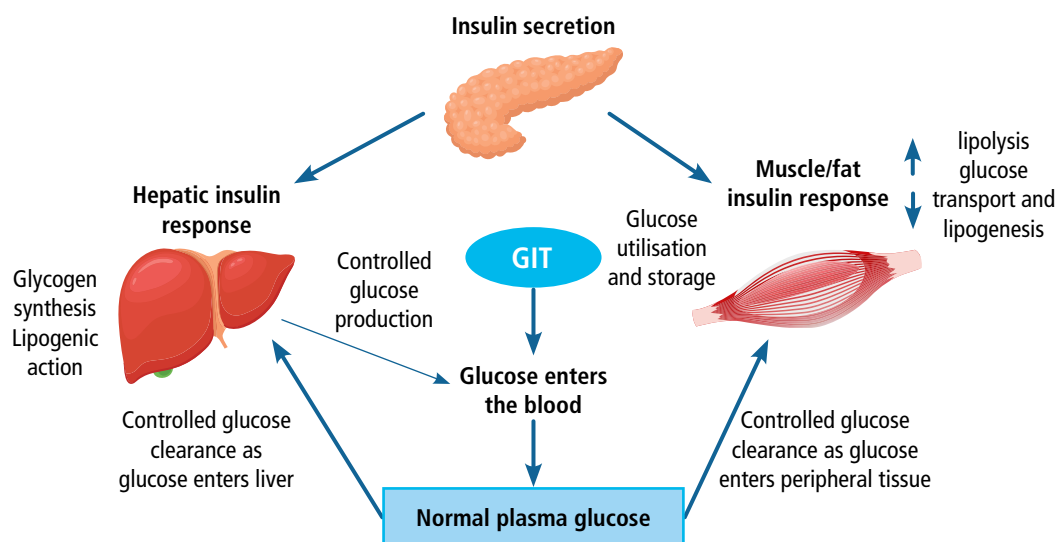 Insulin secretion
Hepatic insulin
response
Muscle/fat
insulin response
lipolysis
glucose
transport and
lipogenesis
Glycogen
synthesis
Lipogenic
action
Controlled
glucose
production
GIT
Glucose
utilisation
and storage
Glucose enters
the blood
Controlled glucose
clearance as
glucose enters liver
Controlled glucose
clearance as glucose
enters peripheral tissue
Normal plasma glucose